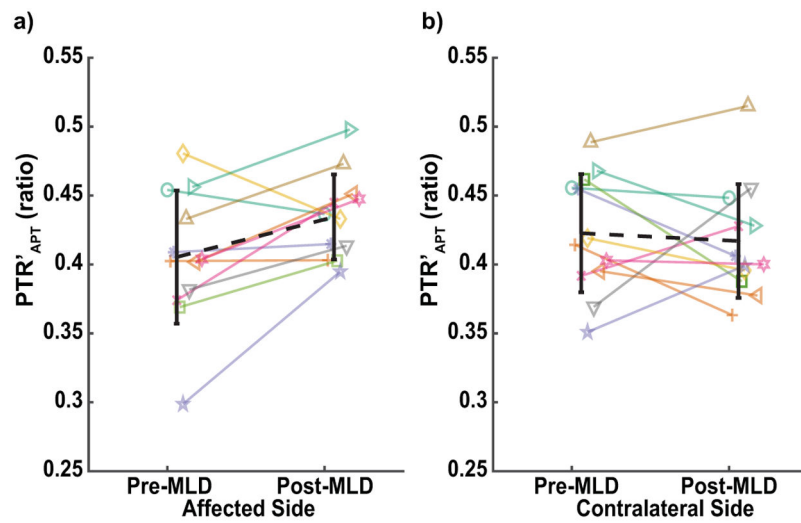 a)
PTR'APT (ratio)
0.55
0.5
0.45
0.4
0.35
0.3
0.25
Pre-MLD Post-MLD
Affected Side
b)
PTR'APT (ratio)
0.55
0.5
0.45
0.4
0.35
0.3
0.25
Pre-MLD Post-MLD
Contralateral Side